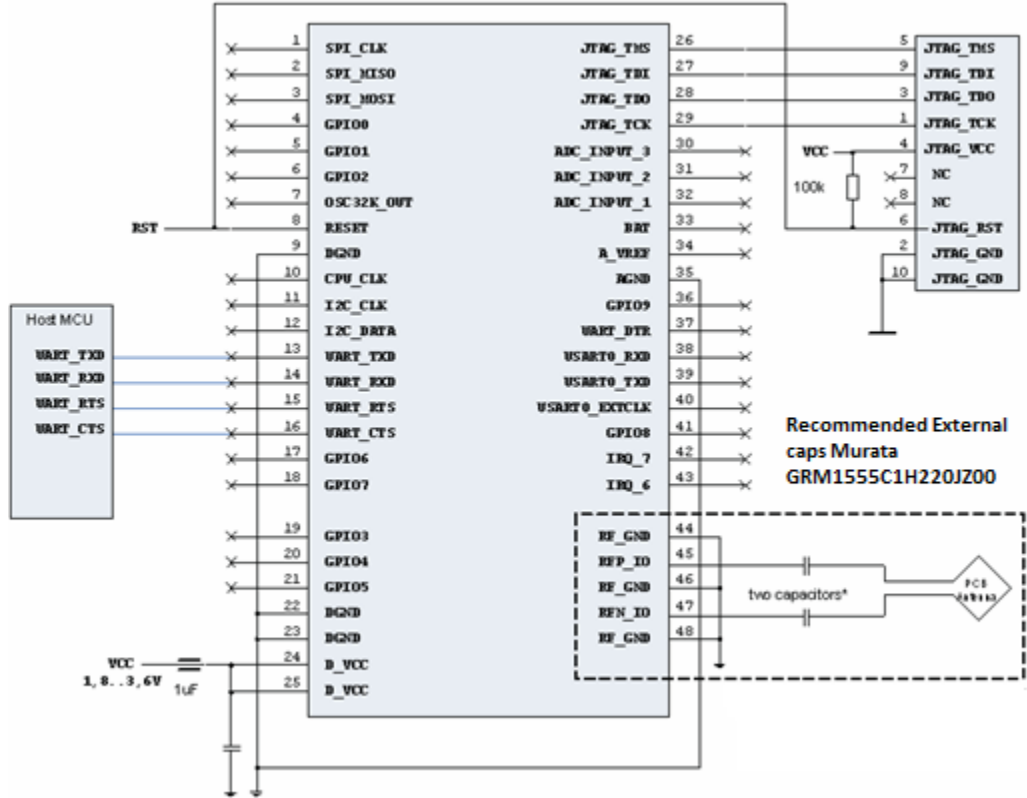 RST
Host MCU
UART_TXD
UART_RXD
UART_RTS
UART_CTS
VCC
1,8..3,6V
1uF
1 SPI_CLK
2 SPI_MISO
3 SPI_MOSI
4 GPIO0
5 GPIO1
6 GPIO2
7 OSC32K_OUT
8 RESET
9 DGND
10 CPU_CLK
11 I2C_CLK
12 I2C_DATA
13 UART_TXD
14 UART_RXD
15 UART_RTS
16 UART_CTS
17 GPIO6
18 GPIO7
19 GPIO3
20 GPIO4
21 GPIO5
22 DGND
23 DGND
24 D_VCC
25 D_VCC
JTAG_TMS 26
JTAG_TDI 27
JTAG_TDO 28
JTAG_TCK 29
ADC_INPUT_3 30
ADC_INPUT_2 31
ADC_INPUT_1 32
BAT 33
A_VREF 34
AGND 35
GPIO9 36
UART_DTR 37
USART0_RXD 38
USART0_TXD 39
USART0_EXTCLK 40
GPIO8 41
IRQ_7 42
IRQ_6 43
RF_GND 44
RFP_IO 45
RF_GND 46
RFN_IO 47
RF_GND 48
VCC
100k
5 JTAG_TMS
9 JTAG_TDI
3 JTAG_TDO
1 JTAG_TCK
4 JTAG_VCC
7 NC
8 NC
6 JTAG_RST
2 JTAG_GND
10 JTAG_GND
Recommended External
caps Murata
GRM1555C1H220JZ00
two capacitors*
PCB
Antenna